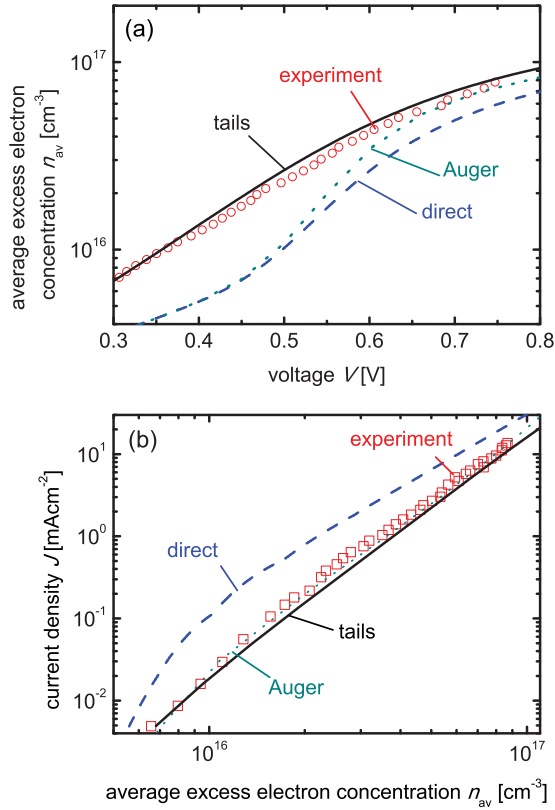 (a)
10^17
experiment
tails
Auger
10^16
direct
average excess electron
concentration n_av [cm^-3]
0.3 0.4 0.5 0.6 0.7 0.8
voltage V [V]
(b)
10^1
experiment
10^0
direct
10^-1
tails
Auger
10^-2
current density J [mAcm^-2]
10^16 10^17
average excess electron concentration n_av [cm^-3]